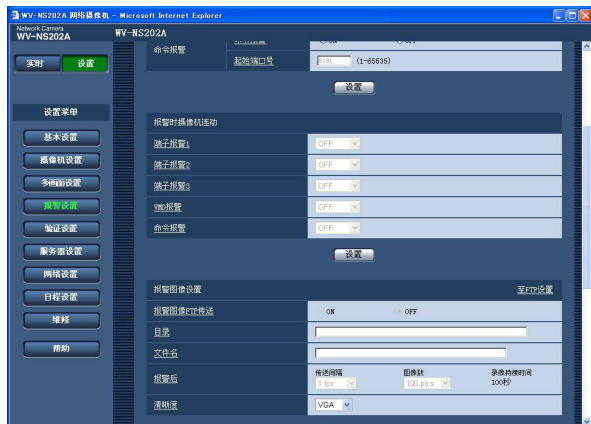 WV-NS202A 网络摄像机 - Microsoft Internet Explorer
Network Camera
WV-NS202A
WV-NS202A
实时 设置
设置菜单
基本设置
摄像机设置
多画面设置
报警设置
验证设置
服务器设置
网络设置
日程设置
维修
帮助
命令报警
起始端口号 8181 (1-65535)
设置
报警时摄像机连动
端子报警1 OFF
端子报警2 OFF
端子报警3 OFF
VMD报警 OFF
命令报警 OFF
设置
报警图像设置 至FTP设置
报警图像FTP传送 ON OFF
目录
文件名
报警后 传送间隔 图像数 录像持续时间
1 fps 100 pics 100秒
清晰度 VGA